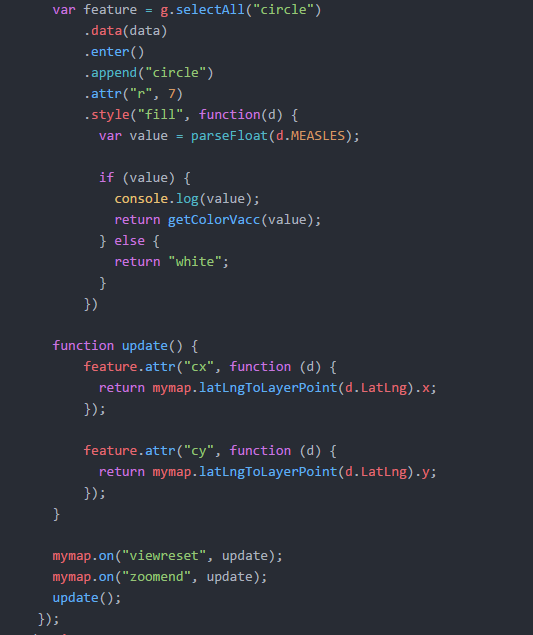 var feature = g.selectAll("circle")
    .data(data)
    .enter()
    .append("circle")
    .attr("r", 7)
    .style("fill", function(d) {
      var value = parseFloat(d.MEASLES);

      if (value) {
        console.log(value);
        return getColorVacc(value);
      } else {
        return "white";
      }
    })

function update() {
    feature.attr("cx", function (d) {
      return mymap.latLngToLayerPoint(d.LatLng).x;
    });

    feature.attr("cy", function (d) {
      return mymap.latLngToLayerPoint(d.LatLng).y;
    });
}

mymap.on("viewreset", update);
mymap.on("zoomend", update);
update();
});